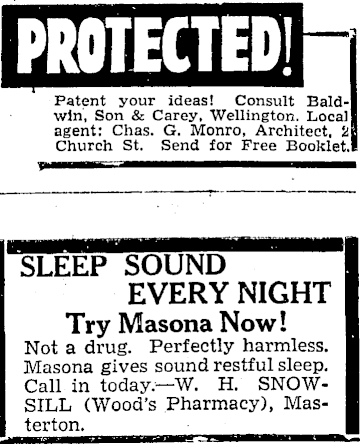 PROTECTED!
Patent your ideas! Consult Bald-
win, Son & Carey, Wellington. Local
agent: Chas. G. Monro, Architect, 2
Church St. Send for Free Booklet.
SLEEP SOUND
EVERY NIGHT
Try Masona Now!
Not a drug. Perfectly harmless.
Masona gives sound restful sleep.
Call in today.—W. H. SNOW-
SILL (Wood's Pharmacy), Mas-
terton.